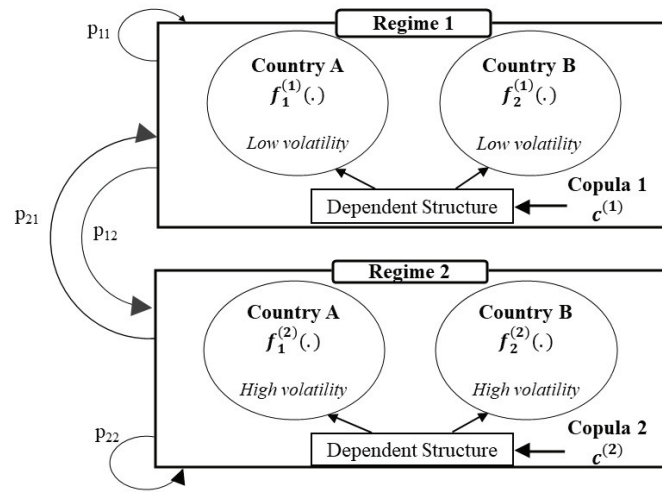 p₁₁
Regime 1
Country A
f₁⁽¹⁾(.)
Low volatility
Country B
f₂⁽¹⁾(.)
Low volatility
Dependent Structure
Copula 1
c⁽¹⁾
p₂₁
p₁₂
Regime 2
Country A
f₁⁽²⁾(.)
High volatility
Country B
f₂⁽²⁾(.)
High volatility
Dependent Structure
Copula 2
c⁽²⁾
p₂₂